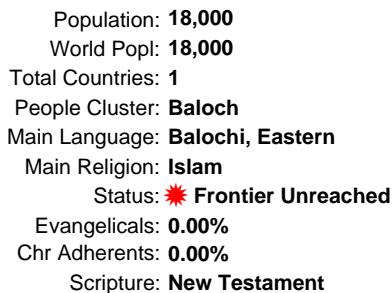 Population: 18,000
World Popl: 18,000
Total Countries: 1
People Cluster: Baloch
Main Language: Balochi, Eastern
Main Religion: Islam
Status: Frontier Unreached
Evangelicals: 0.00%
Chr Adherents: 0.00%
Scripture: New Testament